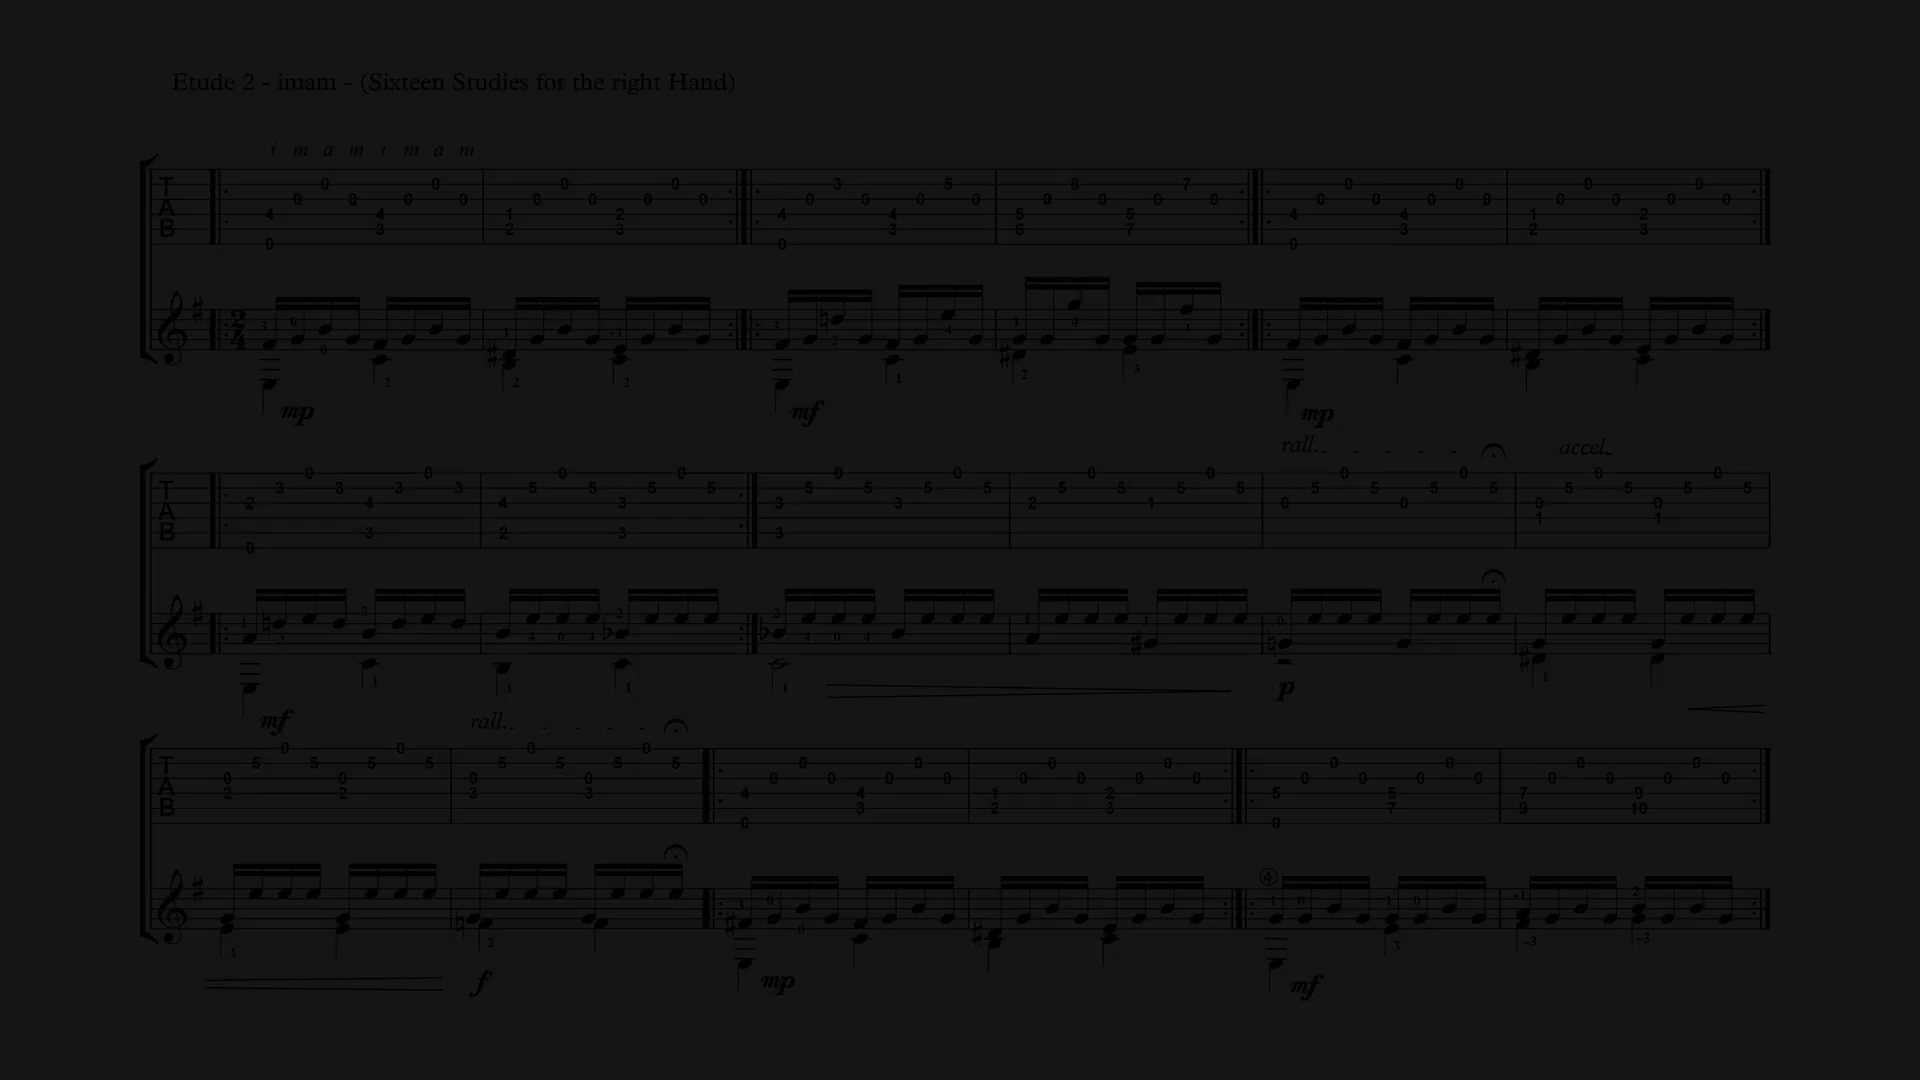 Etude 2 - imam - (Sixteen Studies for the right Hand)
i m a m i m a m
mp mf mp
rall. accel.
mf p
rall.
f mp mf